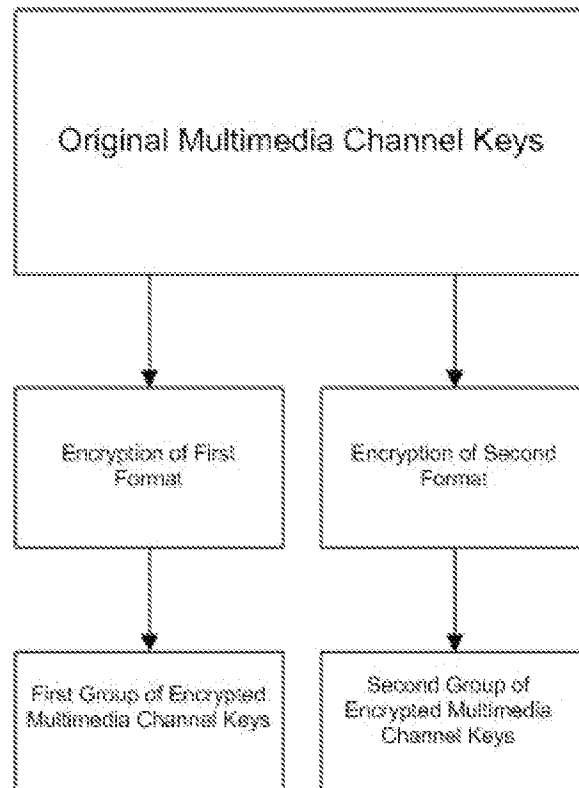 Original Multimedia Channel Keys
Encryption of First
Format
Encryption of Second
Format
First Group of Encrypted
Multimedia Channel Keys
Second Group of
Encrypted Multimedia
Channel Keys